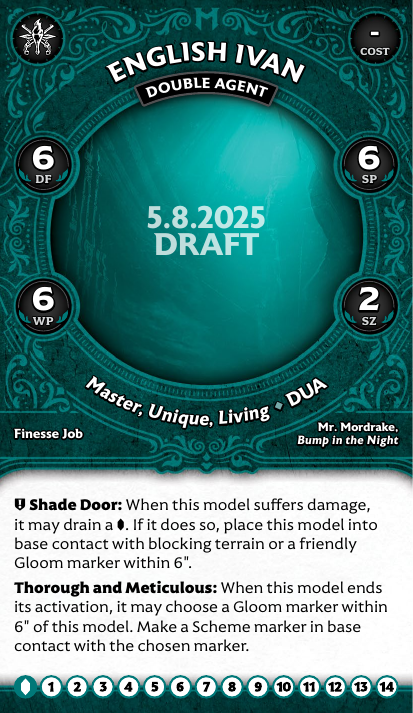 ENGLISH IVAN
DOUBLE AGENT
-
COST
6
DF
6
SP
5.8.2025
DRAFT
6
WP
2
SZ
Master, Unique, Living ♦ DUA
Finesse Job
Mr. Mordrake,
Bump in the Night
Shade Door: When this model suffers damage,
it may drain a . If it does so, place this model into
base contact with blocking terrain or a friendly
Gloom marker within 6".
Thorough and Meticulous: When this model ends
its activation, it may choose a Gloom marker within
6" of this model. Make a Scheme marker in base
contact with the chosen marker.
1 2 3 4 5 6 7 8 9 10 11 12 13 14